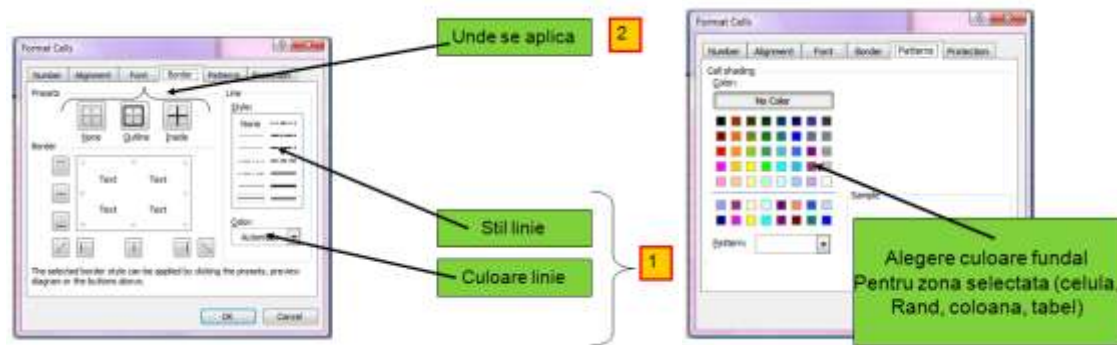 Format Cells
Number Alignment Font Border Patterns
Presets
None Outline Inside
Border
Text Text
Text Text
Line
Style:
None
Color:
The selected border style can be applied by clicking the presets, preview
diagram or the buttons above.
OK Cancel
Unde se aplica
2
Stil linie
Culoare linie
1
Format Cells
Number Alignment Font Border Patterns Protection
Cell shading
Color:
No Color
Sample
Pattern:
Alegere culoare fundal
Pentru zona selectata (celula.
Rand, coloana, tabel)